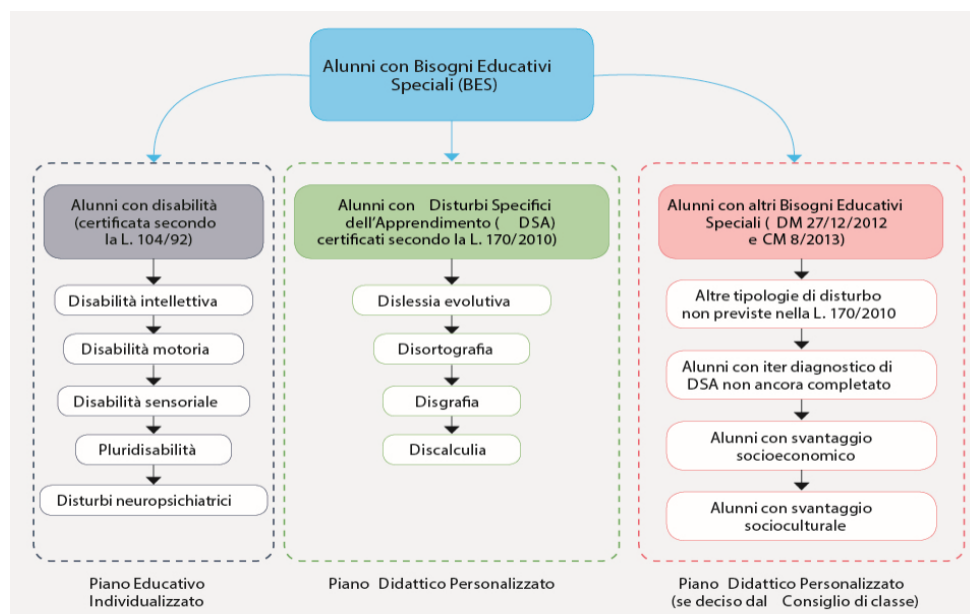 Alunni con Bisogni Educativi
Speciali (BES)
Alunni con disabilità
(certificata secondo
la L. 104/92)
Disabilità intellettiva
Disabilità motoria
Disabilità sensoriale
Pluridisabilità
Disturbi neuropsichiatrici
Piano Educativo
Individualizzato
Alunni con Disturbi Specifici
dell'Apprendimento ( DSA)
certificati secondo la L. 170/2010)
Dislessia evolutiva
Disortografia
Disgrafia
Discalculia
Piano Didattico Personalizzato
Alunni con altri Bisogni Educativi
Speciali ( DM 27/12/2012
e CM 8/2013)
Altre tipologie di disturbo
non previste nella L. 170/2010
Alunni con iter diagnostico di
DSA non ancora completato
Alunni con svantaggio
socioeconomico
Alunni con svantaggio
socioculturale
Piano Didattico Personalizzato
(se deciso dal Consiglio di classe)